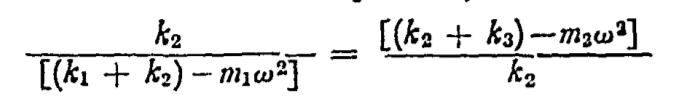 k₂ / [(k₁ + k₂) − m₁ω²] = [(k₂ + k₃) − m₂ω²] / k₂